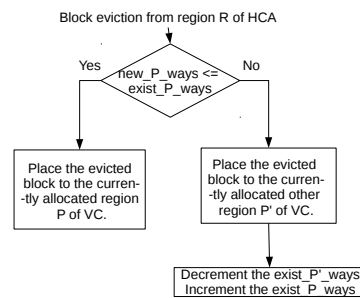 Block eviction from region R of HCA
Yes
new_P_ways <=
exist_P_ways
No
Place the evicted
block to the curren-
-tly allocated region
P of VC.
Place the evicted
block to the curren-
-tly allocated other
region P' of VC.
Decrement the exist_P'_ways
Increment the exist_P_ways